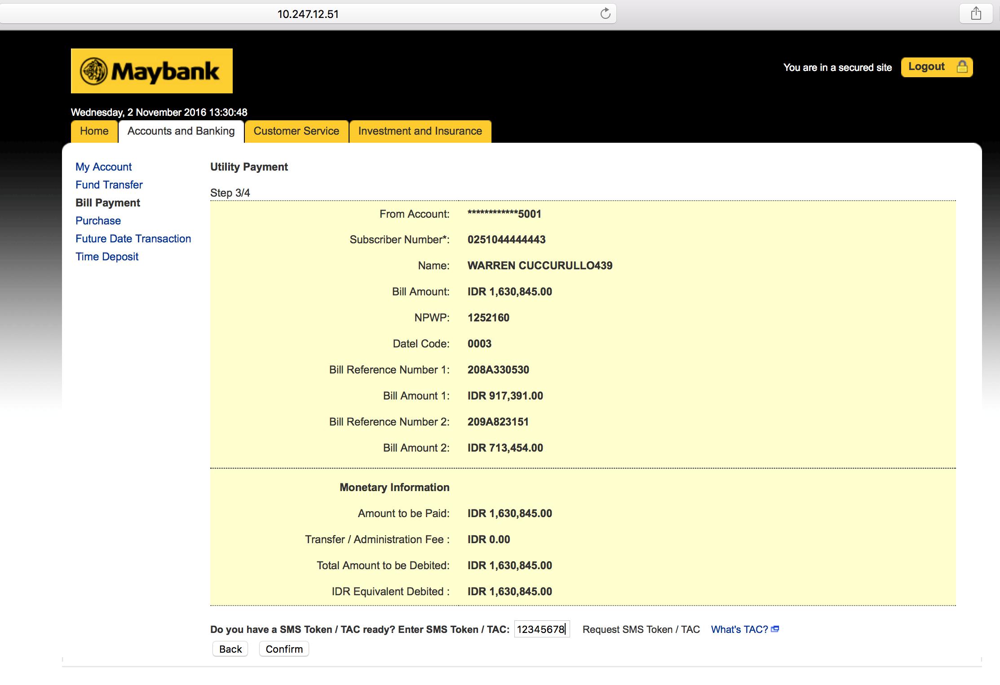 10.247.12.51
Maybank
You are in a secured site
Logout
Wednesday, 2 November 2016 13:30:48
Home
Accounts and Banking
Customer Service
Investment and Insurance
My Account
Fund Transfer
Bill Payment
Purchase
Future Date Transaction
Time Deposit
Utility Payment
Step 3/4
From Account: ************5001
Subscriber Number*: 0251044444443
Name: WARREN CUCCURULLO439
Bill Amount: IDR 1,630,845.00
NPWP: 1252160
Datel Code: 0003
Bill Reference Number 1: 208A330530
Bill Amount 1: IDR 917,391.00
Bill Reference Number 2: 209A823151
Bill Amount 2: IDR 713,454.00
Monetary Information
Amount to be Paid: IDR 1,630,845.00
Transfer / Administration Fee : IDR 0.00
Total Amount to be Debited: IDR 1,630,845.00
IDR Equivalent Debited : IDR 1,630,845.00
Do you have a SMS Token / TAC ready? Enter SMS Token / TAC: 12345678 Request SMS Token / TAC What's TAC?
Back Confirm